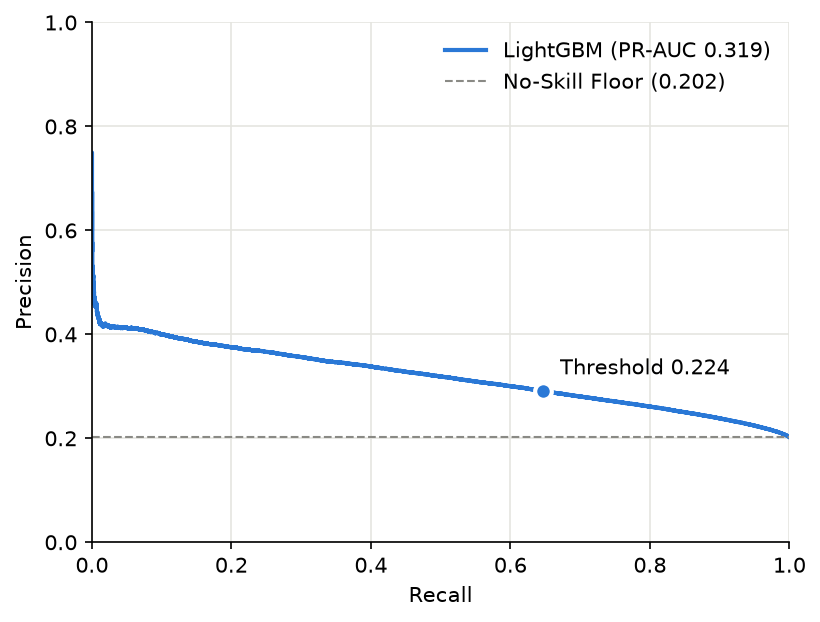 LightGBM (PR-AUC 0.319)
No-Skill Floor (0.202)
Threshold 0.224
Precision
1.0
0.8
0.6
0.4
0.2
0.0
0.0 0.2 0.4 0.6 0.8 1.0
Recall